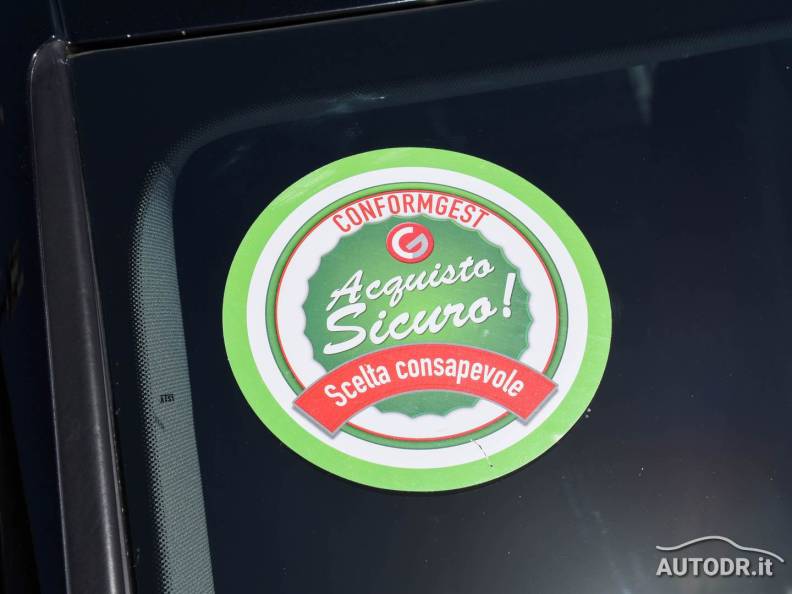 CONFORMGEST
Acquisto
Sicuro!
Scelta consapevole
AUTODR.it